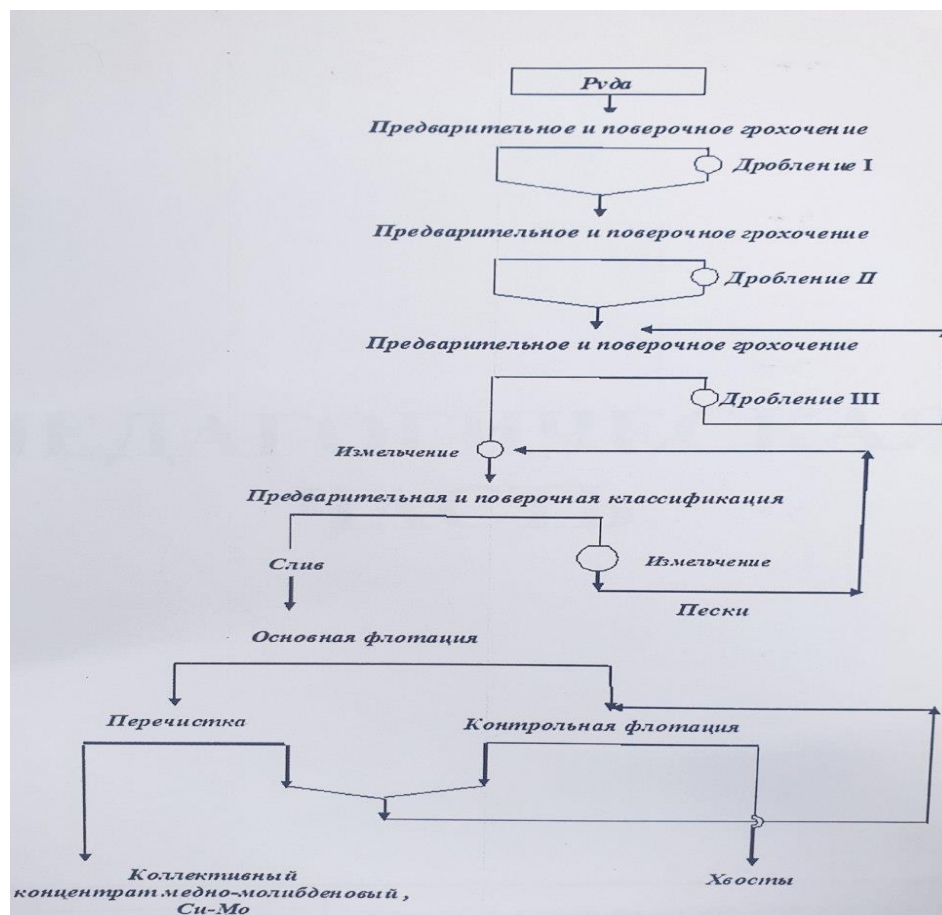 Руда
Предварительное и поверочное грохочение
Дробление I
Предварительное и поверочное грохочение
Дробление II
Предварительное и поверочное грохочение
Дробление III
Измельчение
Предварительная и поверочная классификация
Слив
Измельчение
Пески
Основная флотация
Перечистка
Контрольная флотация
Коллективный
концентрат медно-молибденовый,
Cu-Mo
Хвосты